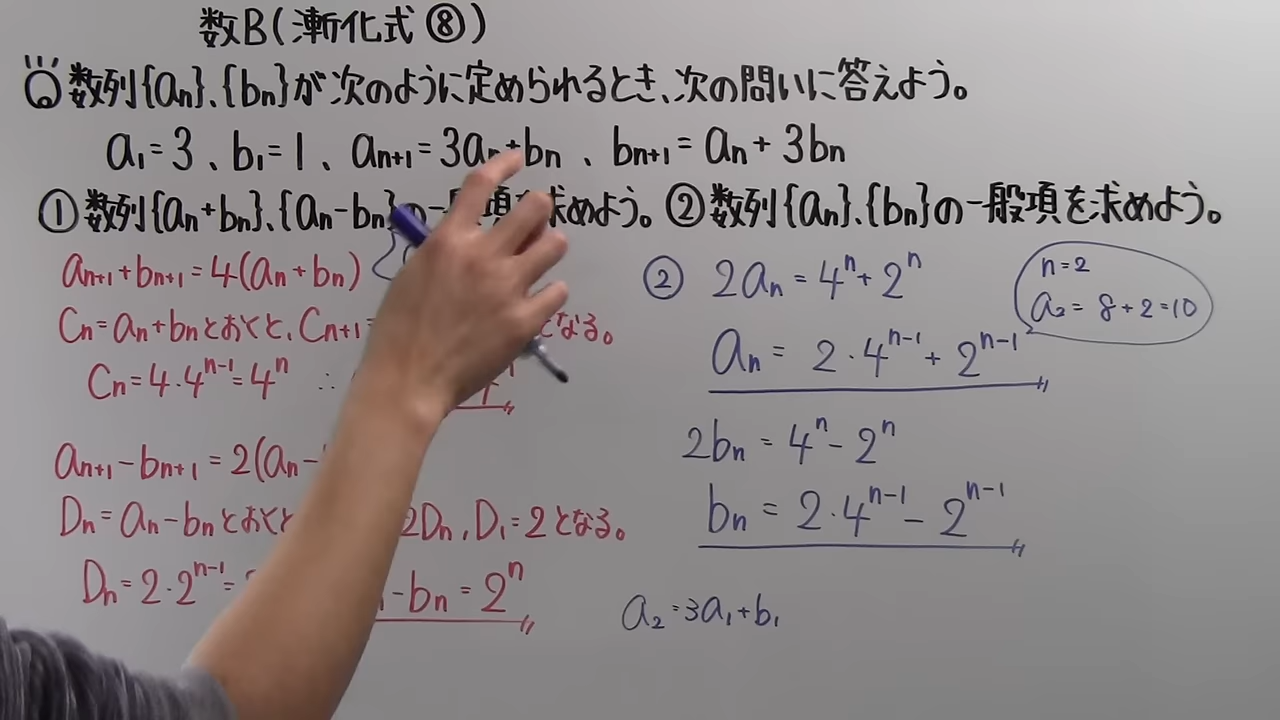 数B(漸化式⑧)
数列{an}、{bn}が次のように定められるとき、次の問いに答えよう。
a1=3、b1=1、an+1=3an+bn、bn+1=an+3bn
①数列{an+bn}、{an-bn}の一般項を求めよう。②数列{an}、{bn}の一般項を求めよう。
an+1+bn+1=4(an+bn)
Cn=an+bnとおくと、Cn+1= となる。
Cn=4・4^n-1=4^n ∴
an+1-bn+1=2(an-
Dn=an-bnとおくと 2Dn、D1=2となる。
Dn=2・2^n-1= -bn=2^n
② 2an=4^n+2^n
an=2・4^n-1+2^n-1
n=2
a2=8+2=10
2bn=4^n-2^n
bn=2・4^n-1-2^n-1
a2=3a1+b1